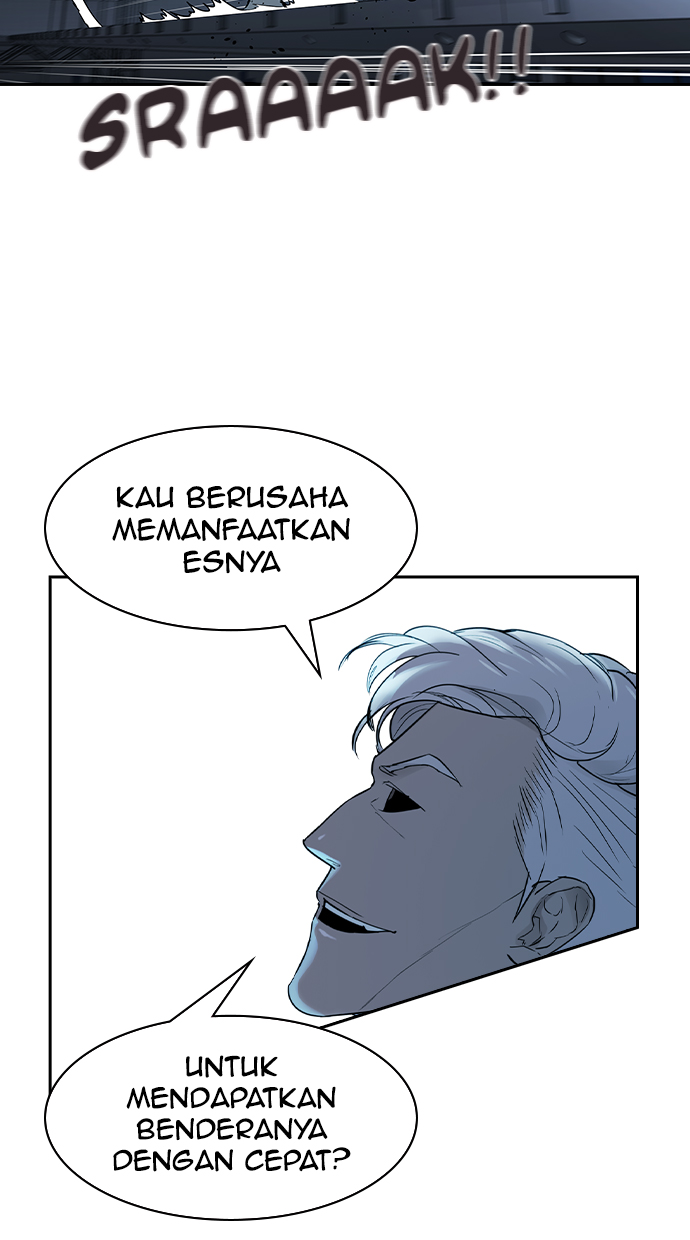 SRAAAAK!!
KAU BERUSAHA
MEMANFAATKAN
ESNYA
UNTUK
MENDAPATKAN
BENDERANYA
DENGAN CEPAT?